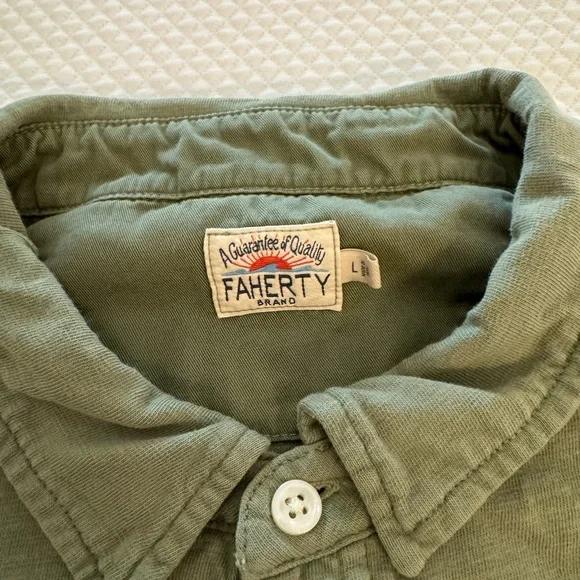 A Guarantee of Quality
FAHERTY
BRAND
L